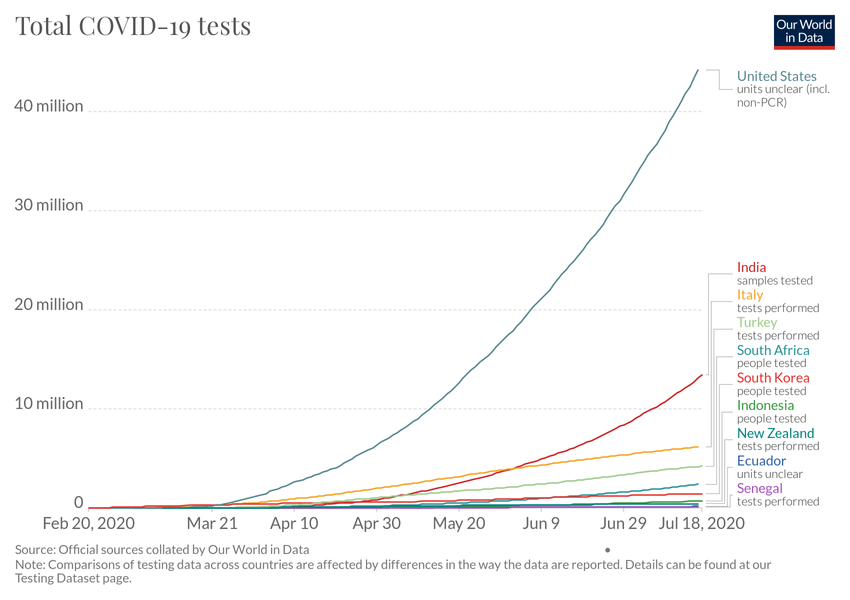 Total COVID-19 tests
Our World
in Data
40 million
30 million
20 million
10 million
0
United States
units unclear (incl.
non-PCR)
India
samples tested
Italy
tests performed
Turkey
tests performed
South Africa
people tested
South Korea
people tested
Indonesia
people tested
New Zealand
tests performed
Ecuador
units unclear
Senegal
tests performed
Feb 20, 2020
Mar 21
Apr 10
Apr 30
May 20
Jun 9
Jun 29
Jul 18, 2020
Source: Official sources collated by Our World in Data
Note: Comparisons of testing data across countries are affected by differences in the way the data are reported. Details can be found at our
Testing Dataset page.